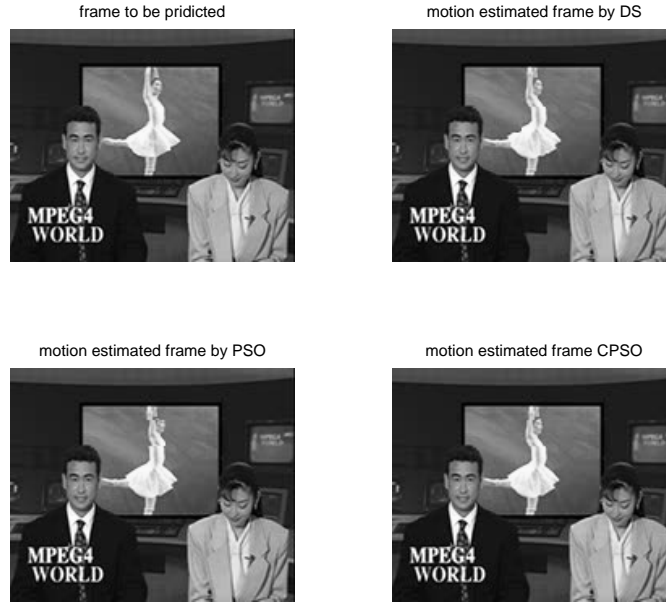 frame to be pridicted
motion estimated frame by DS
MPEG4
WORLD
MPEG4
WORLD
motion estimated frame by PSO
motion estimated frame CPSO
MPEG4
WORLD
MPEG4
WORLD